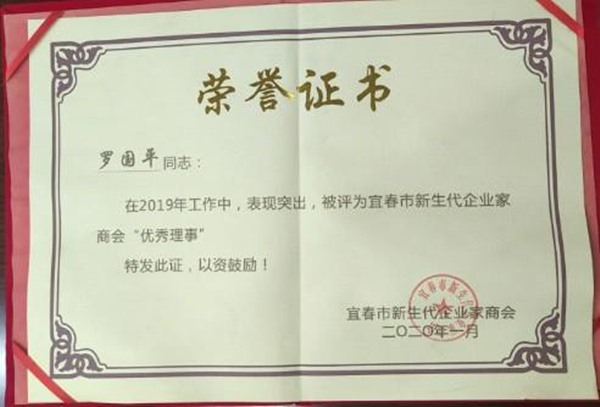 荣誉证书
罗国平同志：
在2019年工作中，表现突出，被评为宜春市新生代企业家
商会“优秀理事”
特发此证，以资鼓励！
宜春市新生代企业家商会
二〇二〇年一月